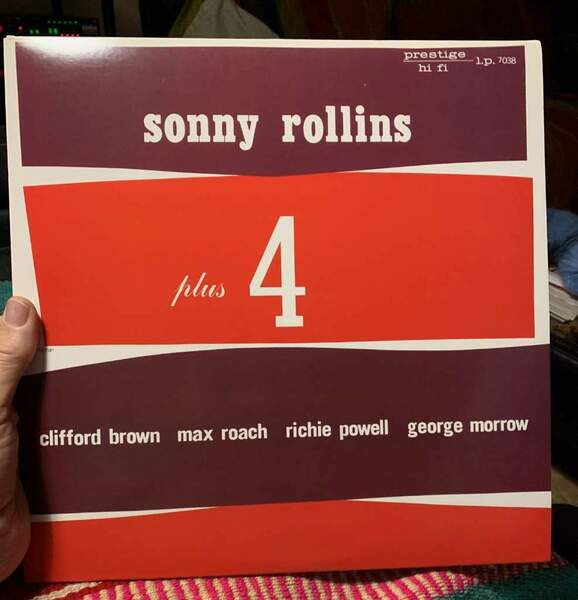 prestige
hi fi
L.P. 7038
sonny rollins
plus 4
clifford brown max roach richie powell george morrow